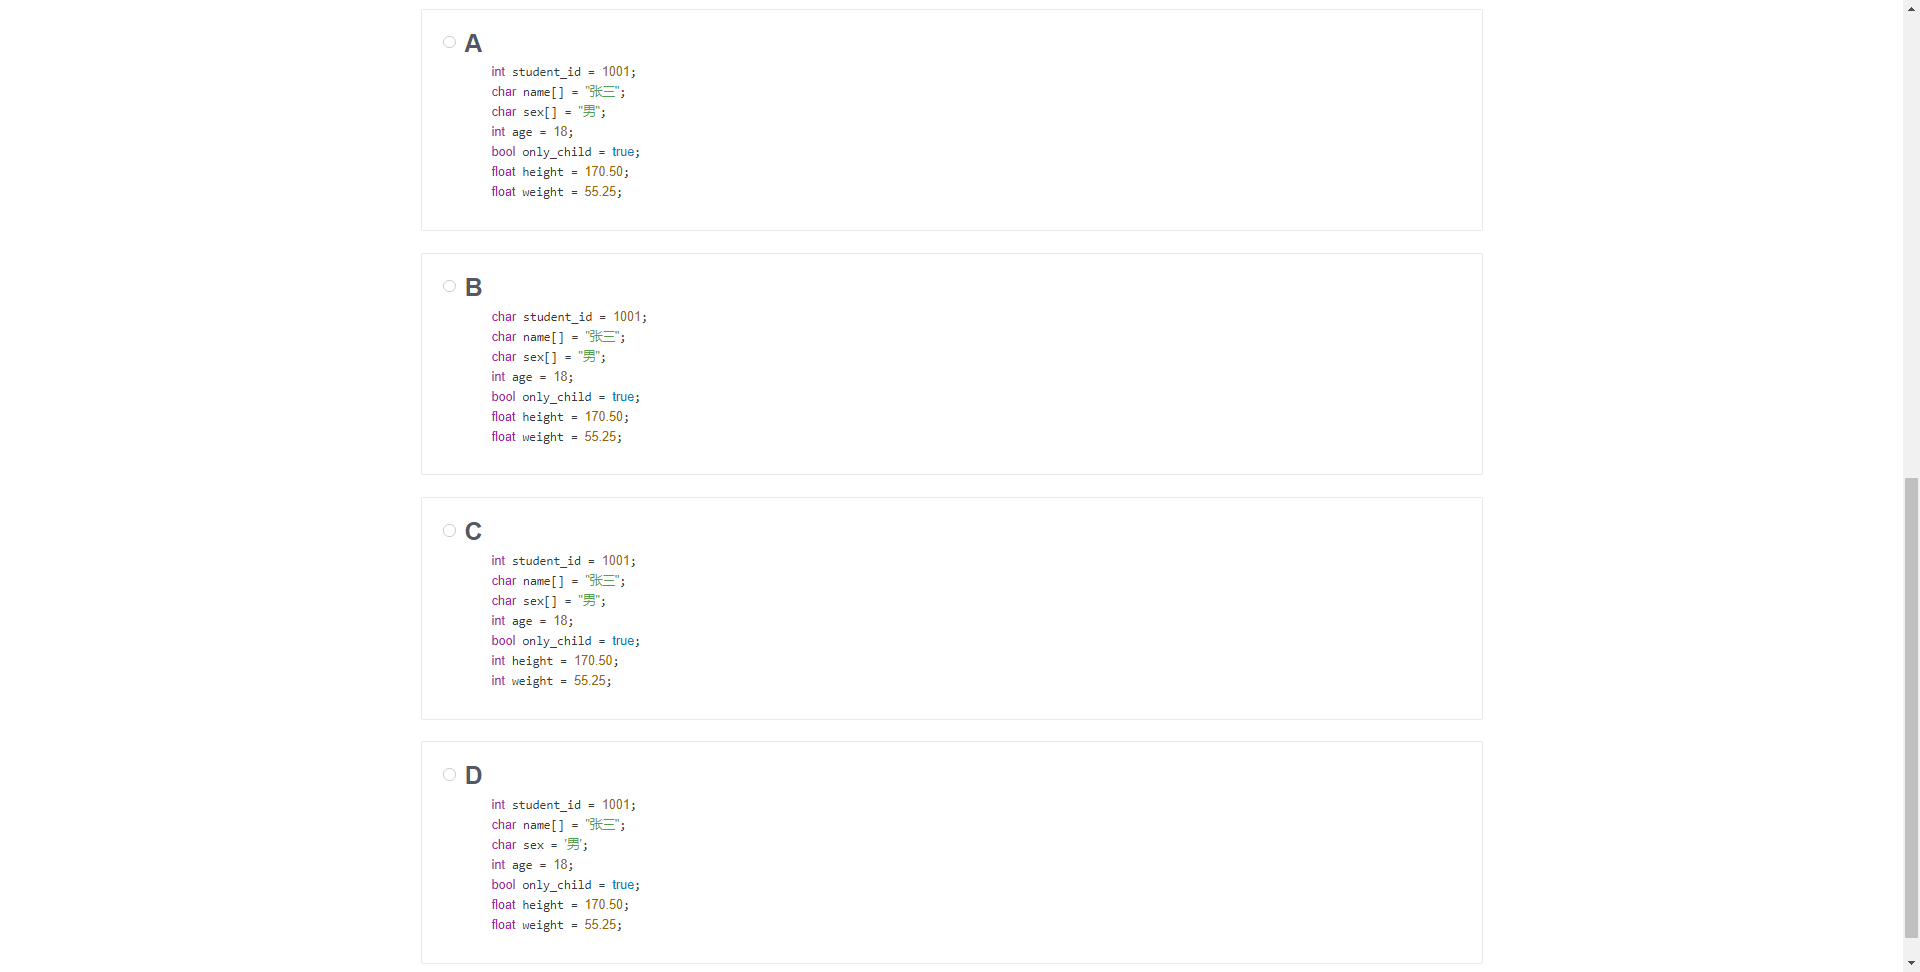 A
int student_id = 1001;
char name[] = "张三";
char sex[] = "男";
int age = 18;
bool only_child = true;
float height = 170.50;
float weight = 55.25;
B
char student_id = 1001;
char name[] = "张三";
char sex[] = "男";
int age = 18;
bool only_child = true;
float height = 170.50;
float weight = 55.25;
C
int student_id = 1001;
char name[] = "张三";
char sex[] = "男";
int age = 18;
bool only_child = true;
int height = 170.50;
int weight = 55.25;
D
int student_id = 1001;
char name[] = "张三";
char sex = '男';
int age = 18;
bool only_child = true;
float height = 170.50;
float weight = 55.25;